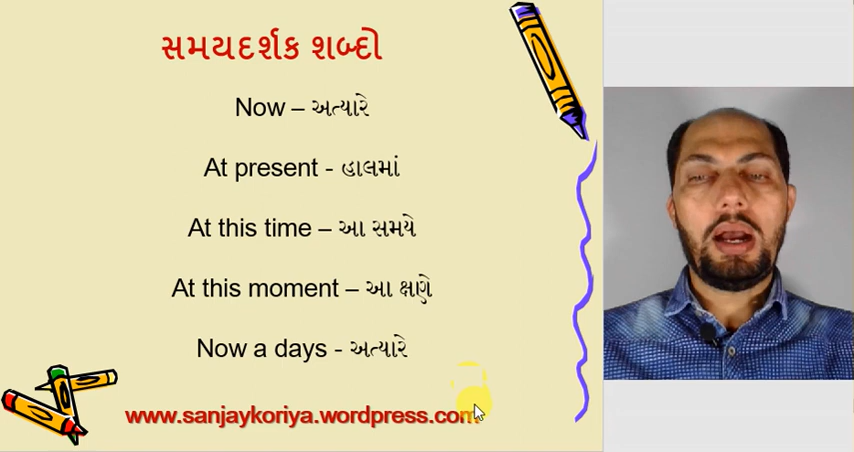 સમયદર્શક શબ્દો
Now – અત્યારે
At present - હાલમાં
At this time – આ સમયે
At this moment – આ ક્ષણે
Now a days - અત્યારે
www.sanjaykoriya.wordpress.com